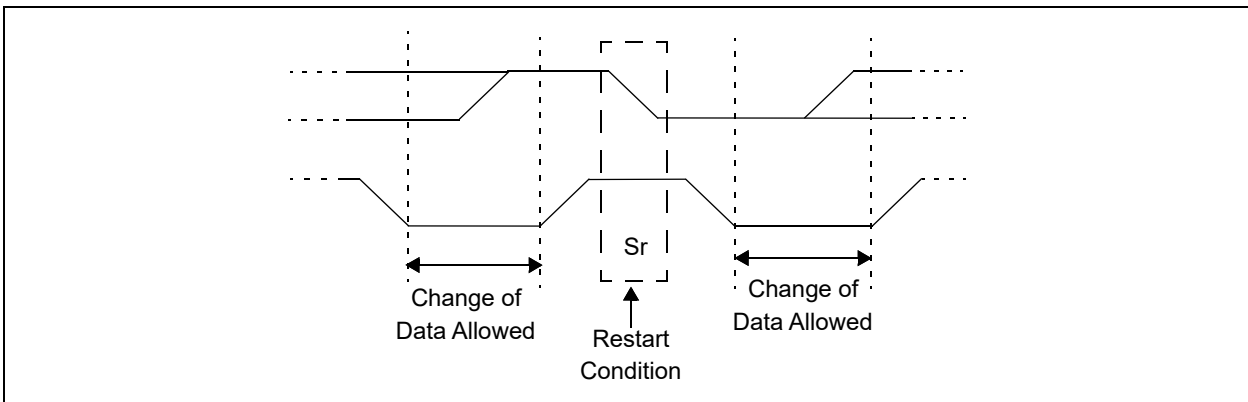 Sr
Change of
Data Allowed
Restart
Condition
Change of
Data Allowed